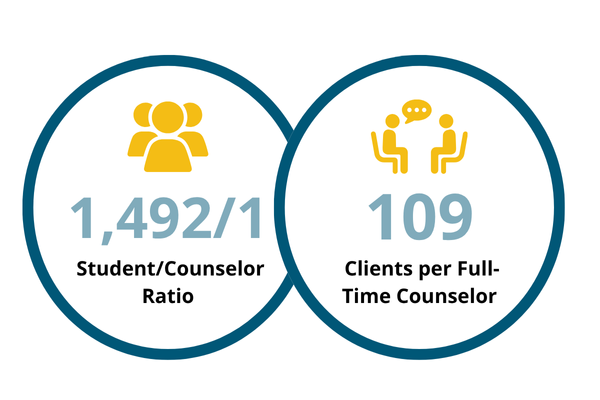 1,492/1
Student/Counselor
Ratio
109
Clients per Full-
Time Counselor